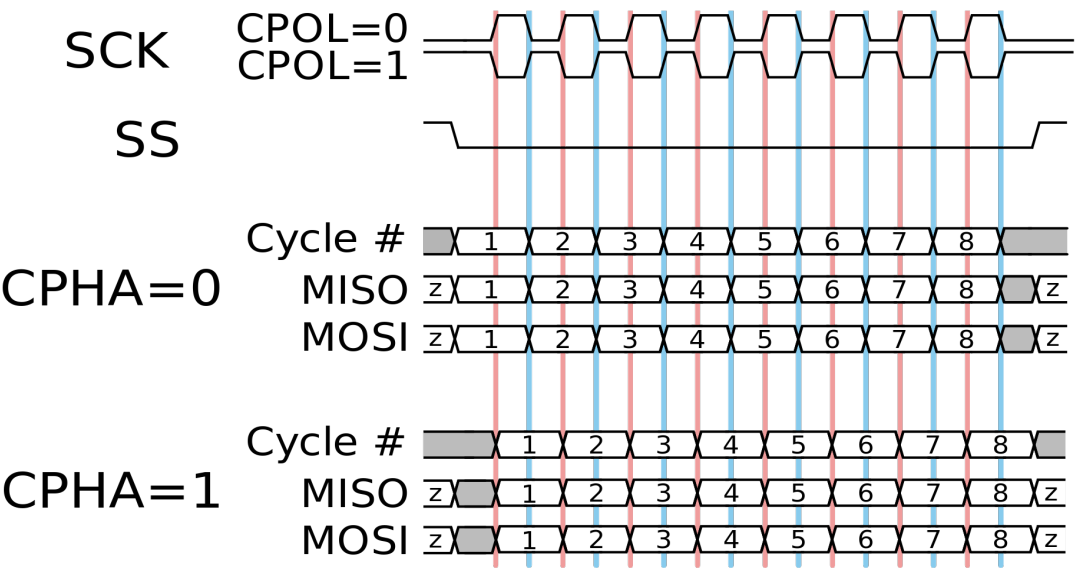 SCK CPOL=0
CPOL=1
SS
Cycle # 1 2 3 4 5 6 7 8
CPHA=0 MISO z 1 2 3 4 5 6 7 8 z
MOSI z 1 2 3 4 5 6 7 8 z
Cycle # 1 2 3 4 5 6 7 8
CPHA=1 MISO z 1 2 3 4 5 6 7 8 z
MOSI z 1 2 3 4 5 6 7 8 z